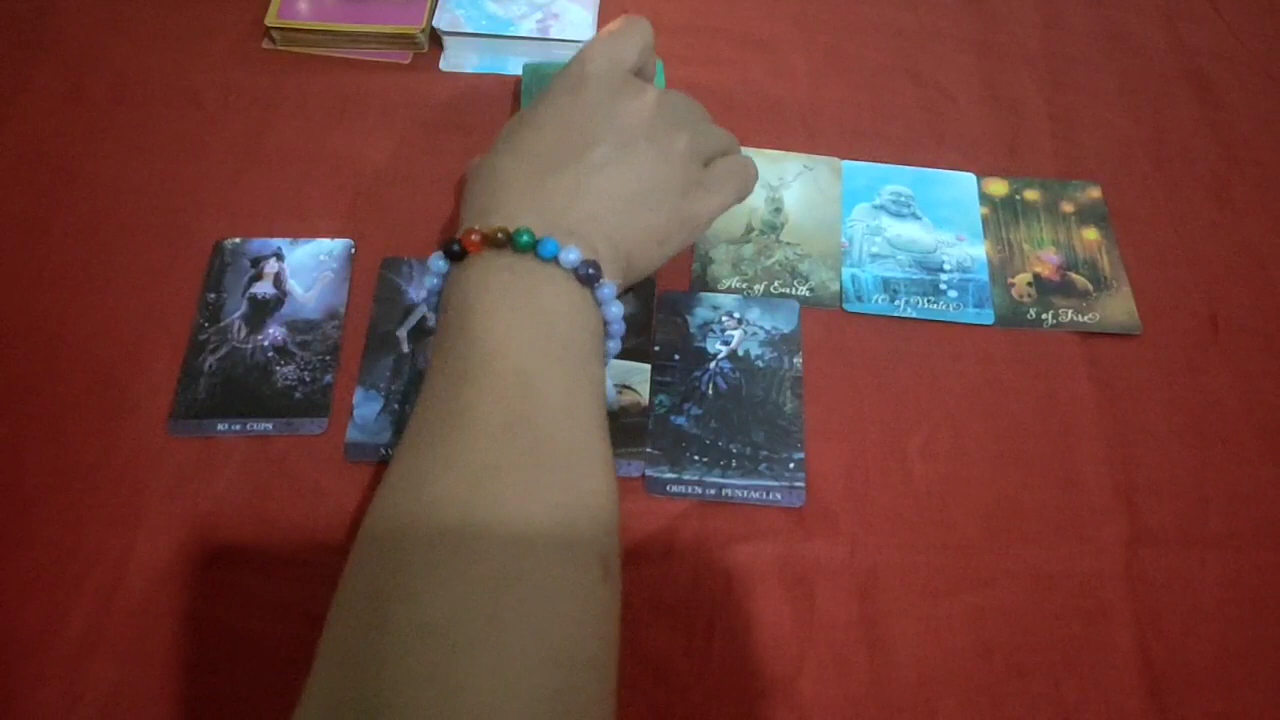 Ace of Earth
10 of Water
8 of Fire
10 OF CUPS
QUEEN OF PENTACLES